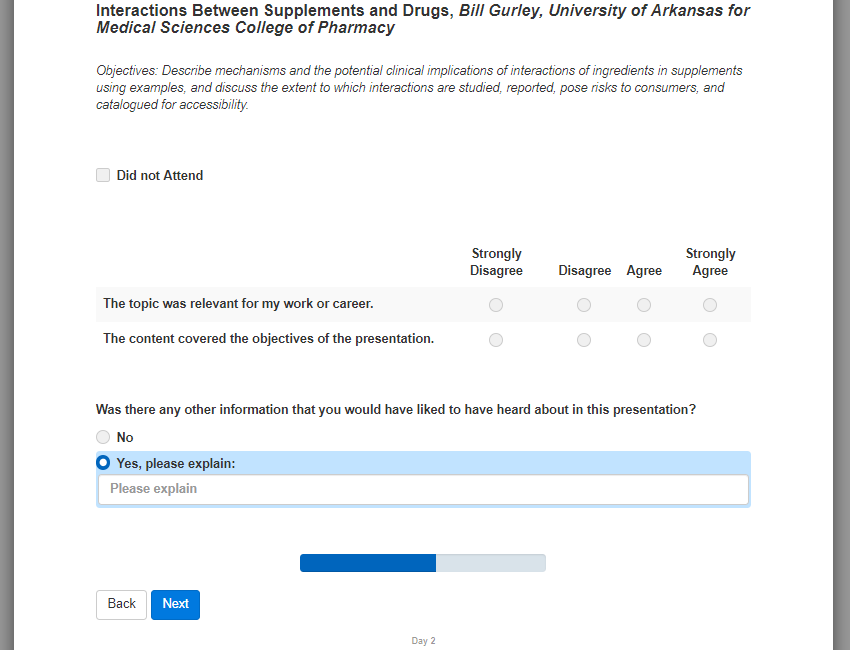 Interactions Between Supplements and Drugs, Bill Gurley, University of Arkansas for
Medical Sciences College of Pharmacy
Objectives: Describe mechanisms and the potential clinical implications of interactions of ingredients in supplements
using examples, and discuss the extent to which interactions are studied, reported, pose risks to consumers, and
catalogued for accessibility.
Did not Attend
Strongly Disagree Disagree Agree Strongly Agree
The topic was relevant for my work or career.
The content covered the objectives of the presentation.
Was there any other information that you would have liked to have heard about in this presentation?
No
Yes, please explain:
Please explain
Back Next
Day 2